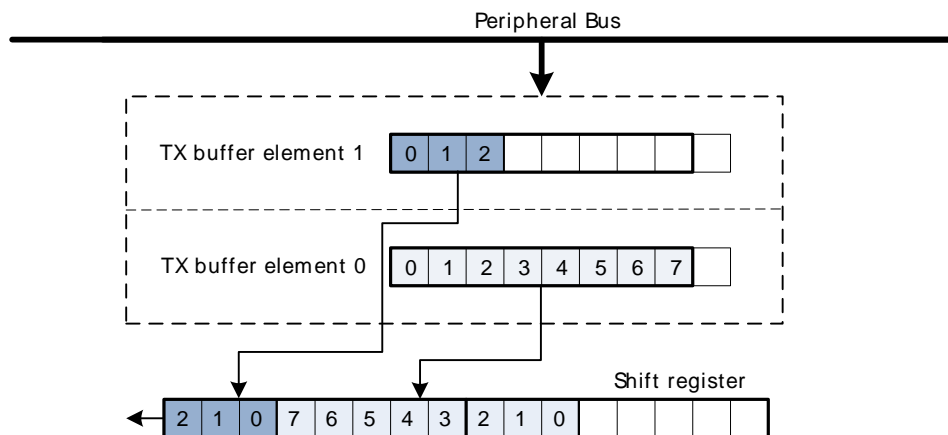 Peripheral Bus
TX buffer element 1 0 1 2
TX buffer element 0 0 1 2 3 4 5 6 7
Shift register
2 1 0 7 6 5 4 3 2 1 0